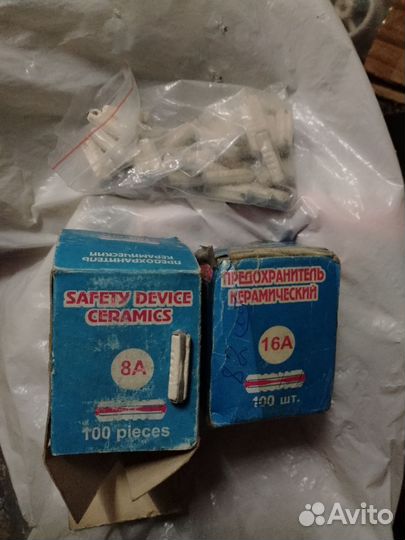 ПРЕДОХРАНИТЕЛЬ
КЕРАМИЧЕСКИЙ
SAFETY DEVICE
CERAMICS
8A
100 pieces
ПРЕДОХРАНИТЕЛЬ
КЕРАМИЧЕСКИЙ
16A
100 шт.
Avito